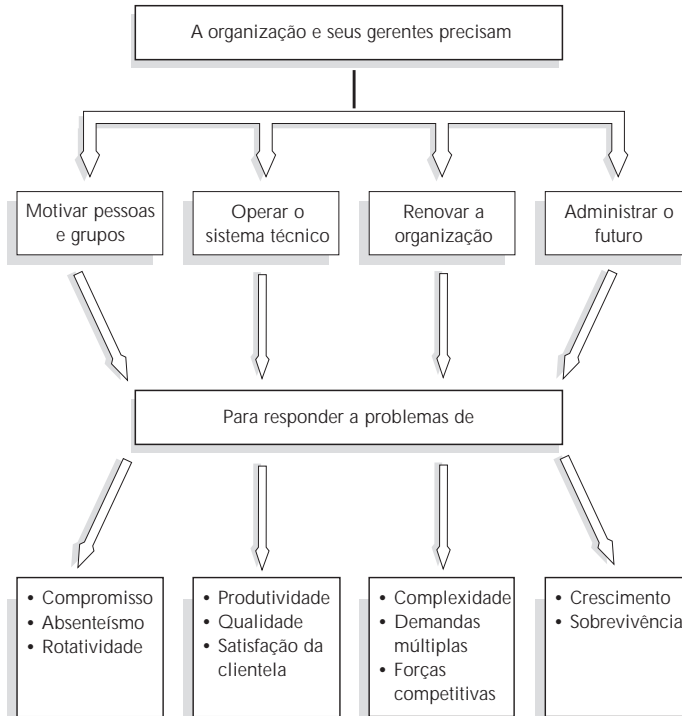 A organização e seus gerentes precisam
Motivar pessoas
e grupos
Operar o
sistema técnico
Renovar a
organização
Administrar o
futuro
Para responder a problemas de
• Compromisso
• Absenteísmo
• Rotatividade
• Produtividade
• Qualidade
• Satisfação da
clientela
• Complexidade
• Demandas
múltiplas
• Forças
competitivas
• Crescimento
• Sobrevivência